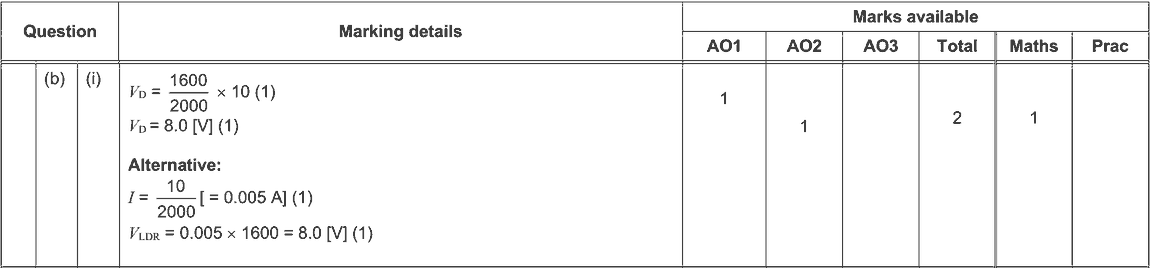 Question Marking details Marks available
AO1 AO2 AO3 Total Maths Prac
(b) (i) V_D = 1600/2000 × 10 (1) 1
V_D = 8.0 [V] (1) 1 2 1
Alternative:
I = 10/2000 [ = 0.005 A] (1)
V_LDR = 0.005 × 1600 = 8.0 [V] (1)